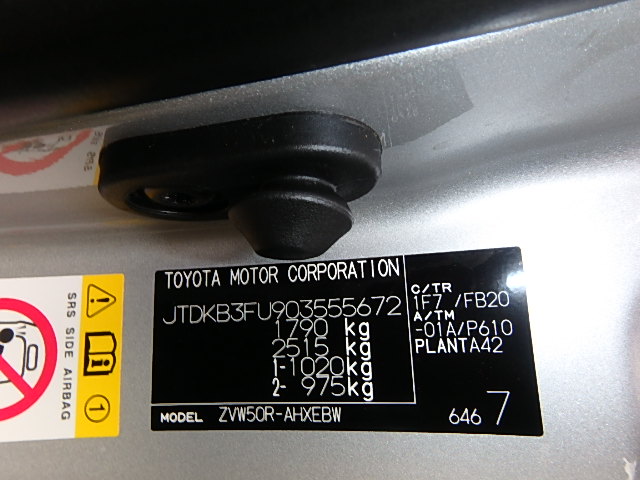 TOYOTA MOTOR CORPORATION
JTDKB3FU903555672
1790 kg
2515 kg
1-1020kg
2- 975kg
C/TR
1F7 /FB20
A/TM
-01A/P610
PLANTA42
MODEL ZVW50R-AHXEBW
646 7
SRS SIDE AIRBAG
1